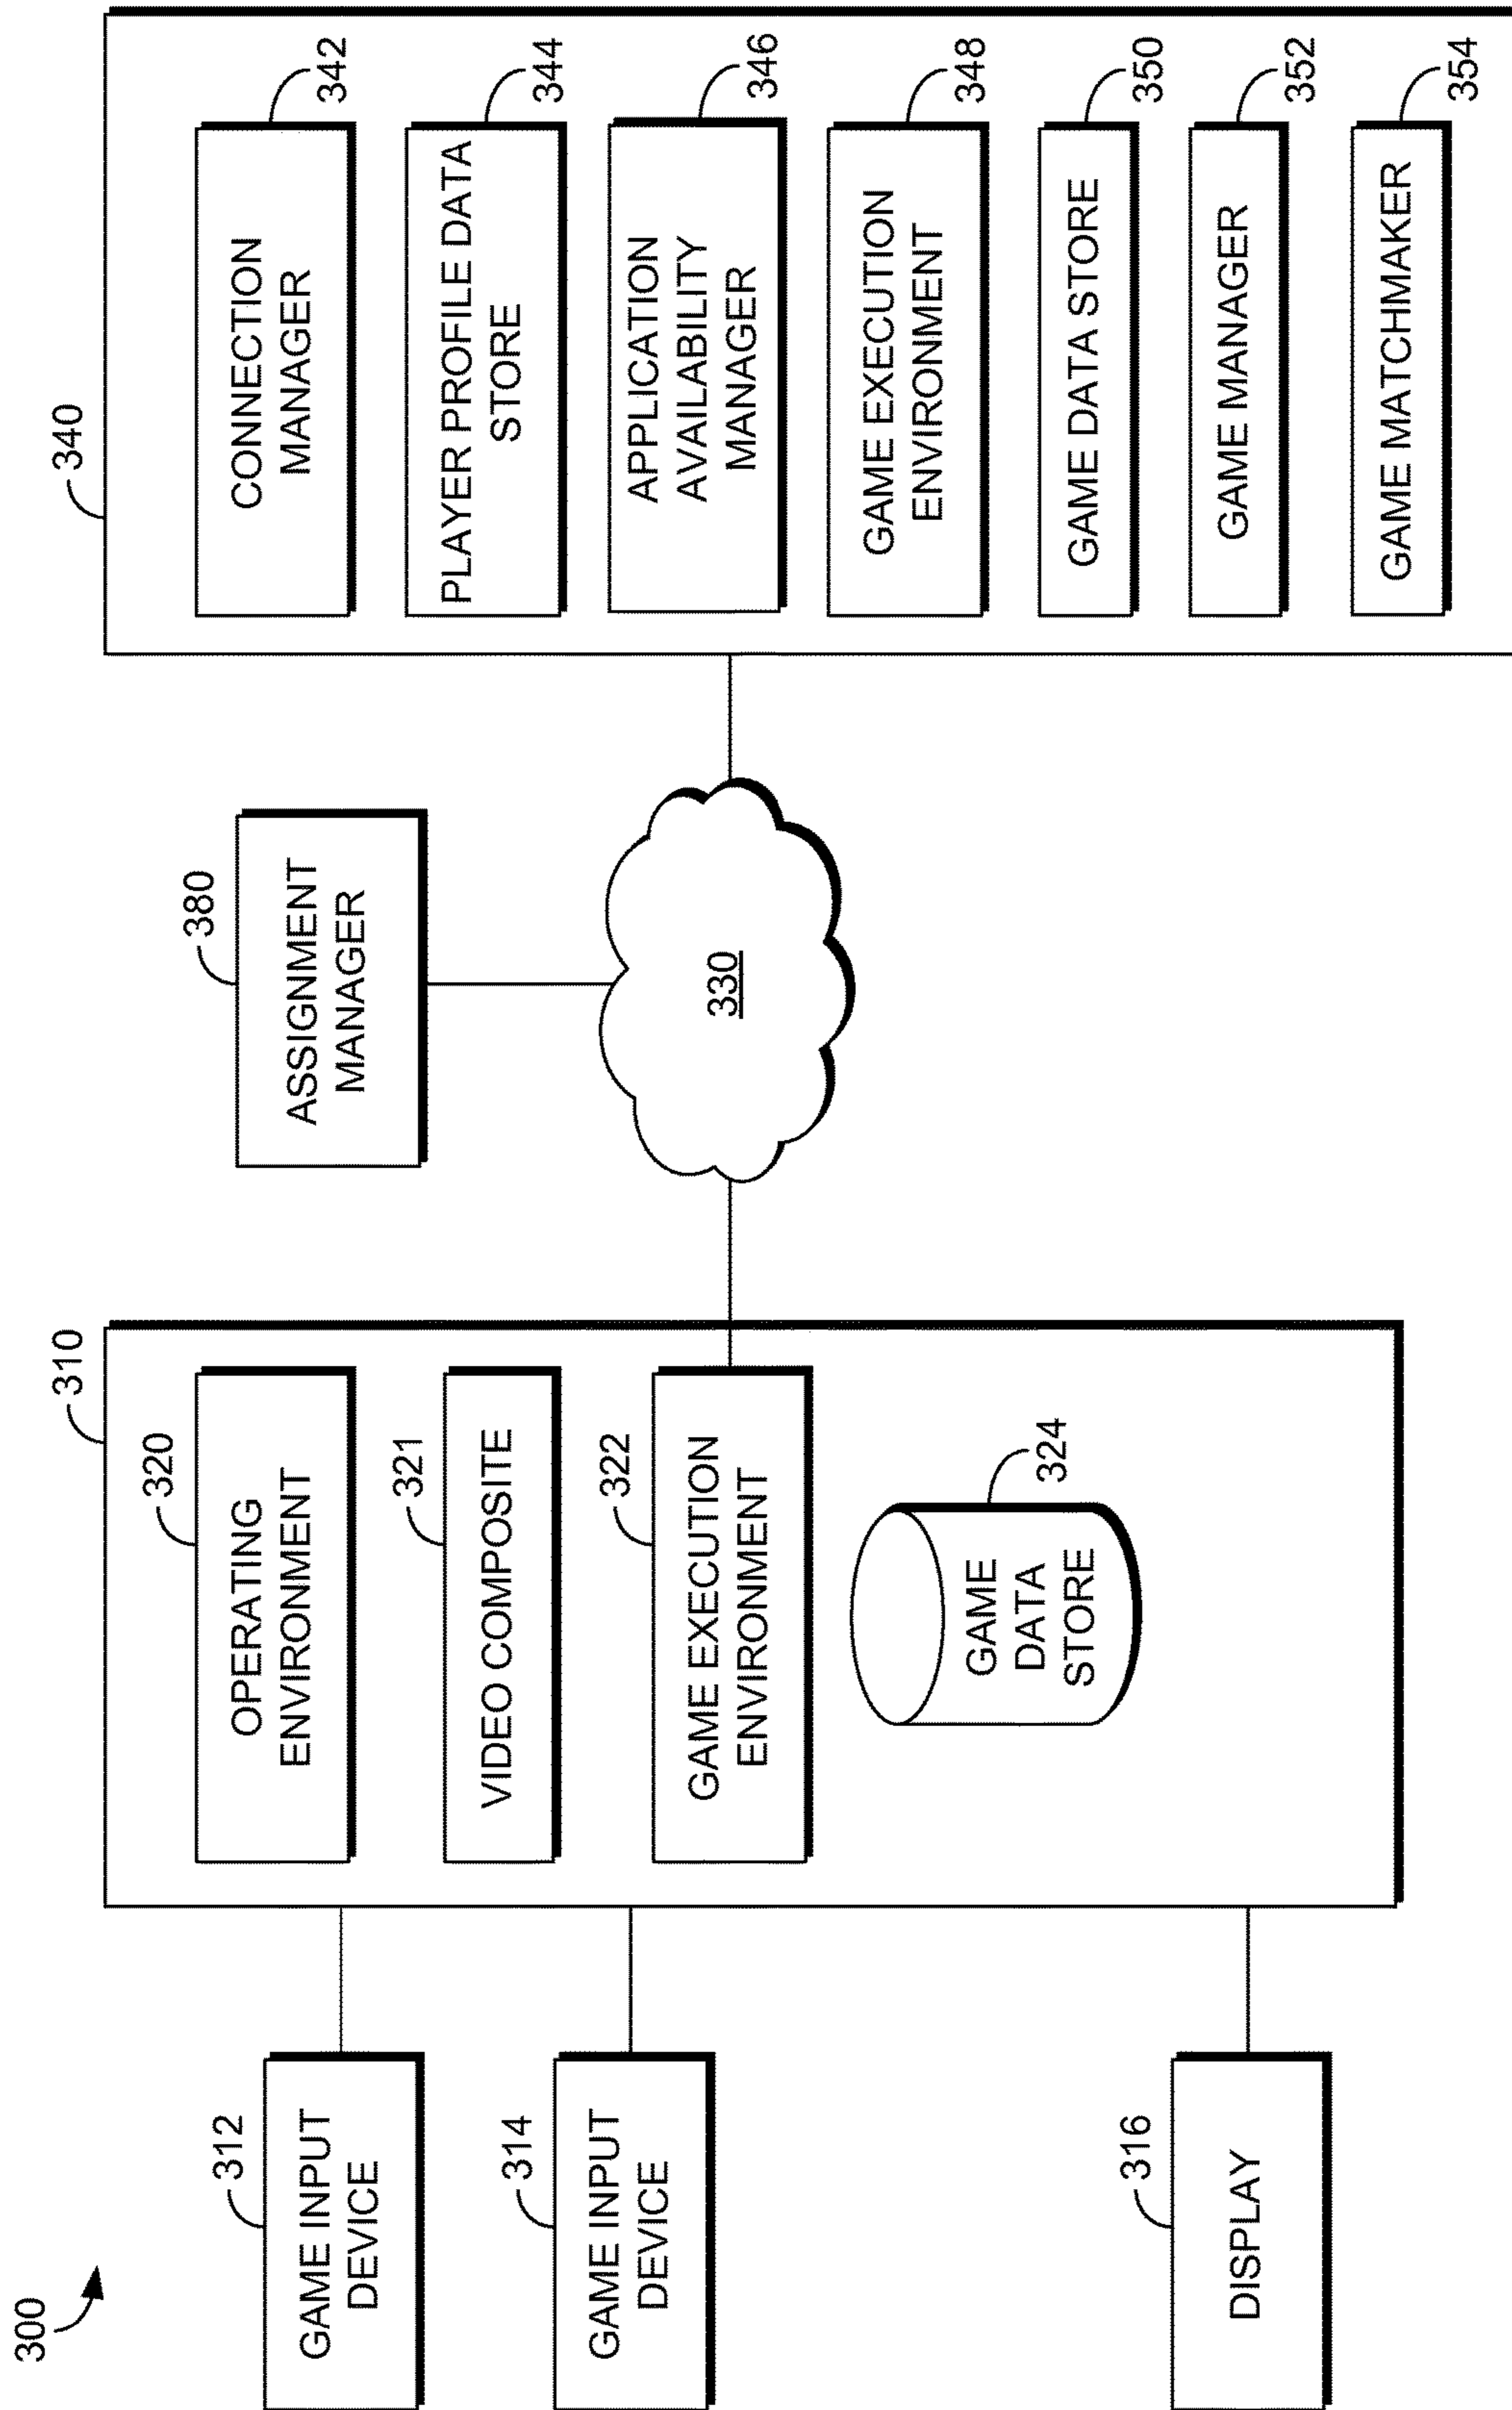 300
312
GAME INPUT
DEVICE
314
GAME INPUT
DEVICE
316
DISPLAY
310
320
OPERATING
ENVIRONMENT
321
VIDEO COMPOSITE
322
GAME EXECUTION
ENVIRONMENT
324
GAME
DATA
STORE
380
ASSIGNMENT
MANAGER
330
340
CONNECTION
MANAGER
342
PLAYER PROFILE DATA
STORE
344
APPLICATION
AVAILABILITY
MANAGER
346
GAME EXECUTION
ENVIRONMENT
348
GAME DATA STORE
350
GAME MANAGER
352
GAME MATCHMAKER
354